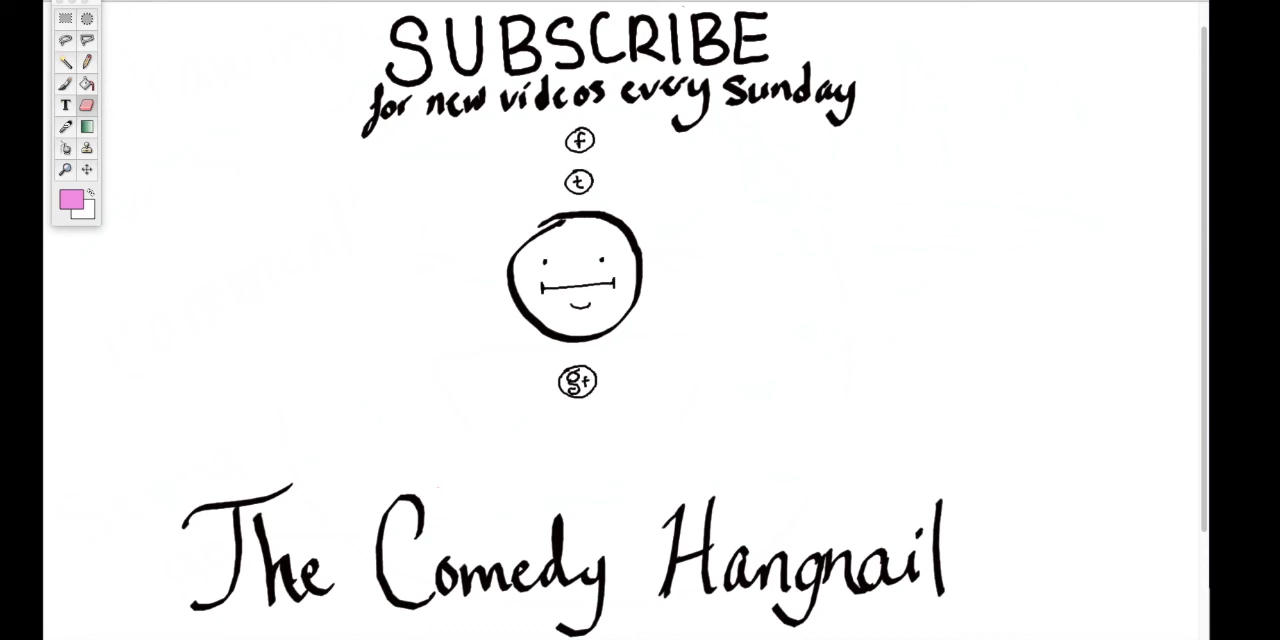 SUBSCRIBE
for new videos every Sunday
f
t
g+
The Comedy Hangnail
T